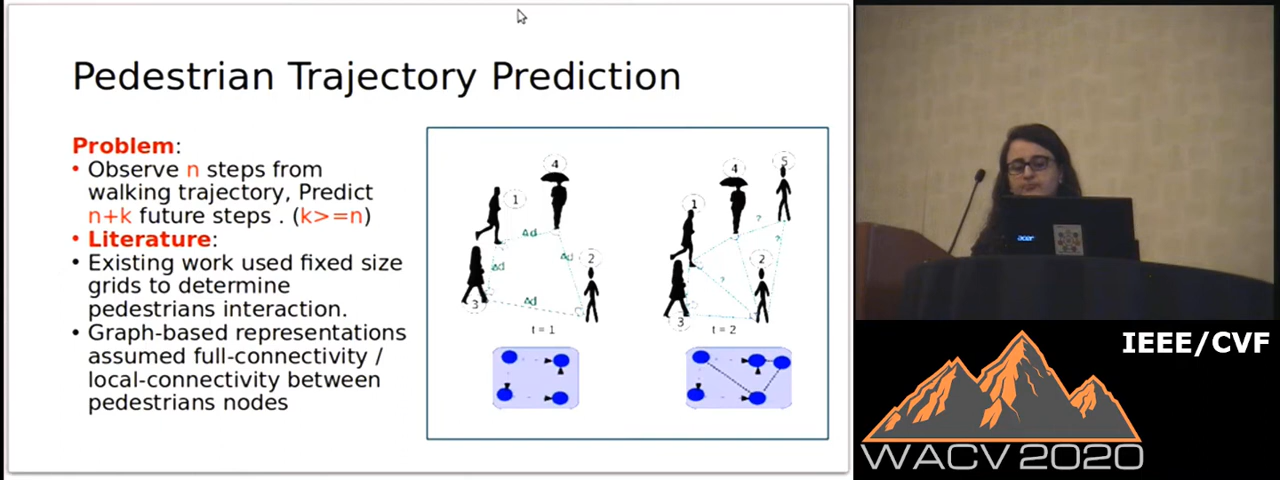 Pedestrian Trajectory Prediction
Problem:
• Observe n steps from
walking trajectory, Predict
n+k future steps . (k>=n)
• Literature:
• Existing work used fixed size
grids to determine
pedestrians interaction.
• Graph-based representations
assumed full-connectivity /
local-connectivity between
pedestrians nodes
4
1
Δd
Δd
Δd
2
3
Δd
t = 1
5
4
1
?
?
2
?
3
t = 2
acer
IEEE/CVF
WACV 2020